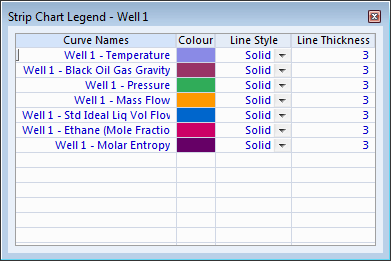 Strip Chart Legend - Well 1
Curve Names Colour Line Style Line Thickness
Well 1 - Temperature Solid 3
Well 1 - Black Oil Gas Gravity Solid 3
Well 1 - Pressure Solid 3
Well 1 - Mass Flow Solid 3
Well 1 - Std Ideal Liq Vol Flov Solid 3
Well 1 - Ethane (Mole Fractio Solid 3
Well 1 - Molar Entropy Solid 3